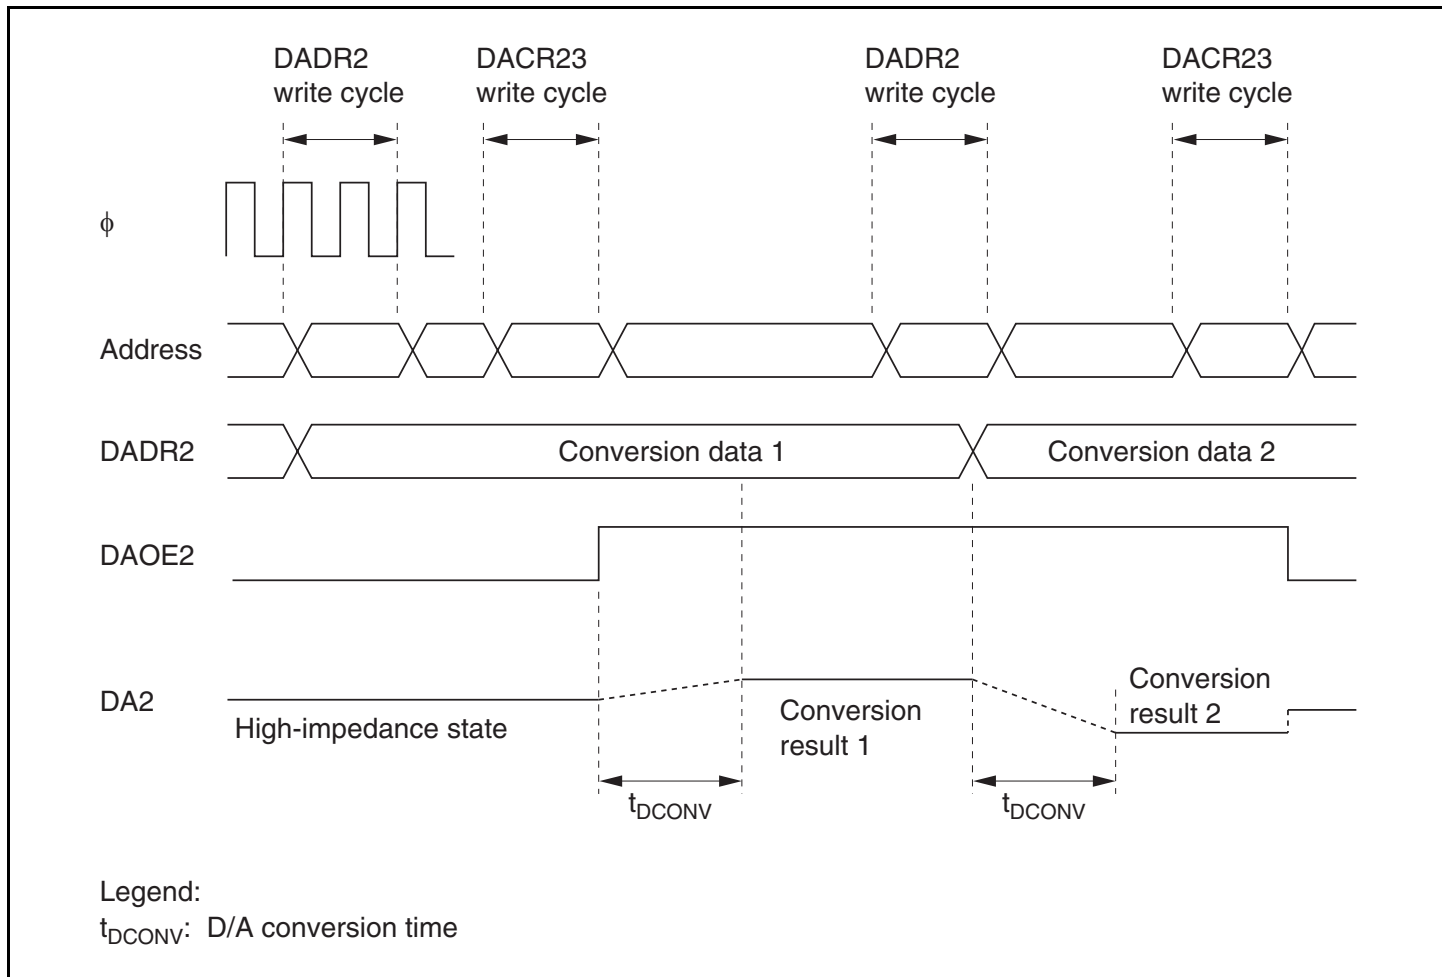 DADR2
write cycle
DACR23
write cycle
DADR2
write cycle
DACR23
write cycle
ϕ
Address
DADR2
Conversion data 1
Conversion data 2
DAOE2
DA2
High-impedance state
Conversion
result 1
Conversion
result 2
tDCONV
tDCONV
Legend:
tDCONV: D/A conversion time